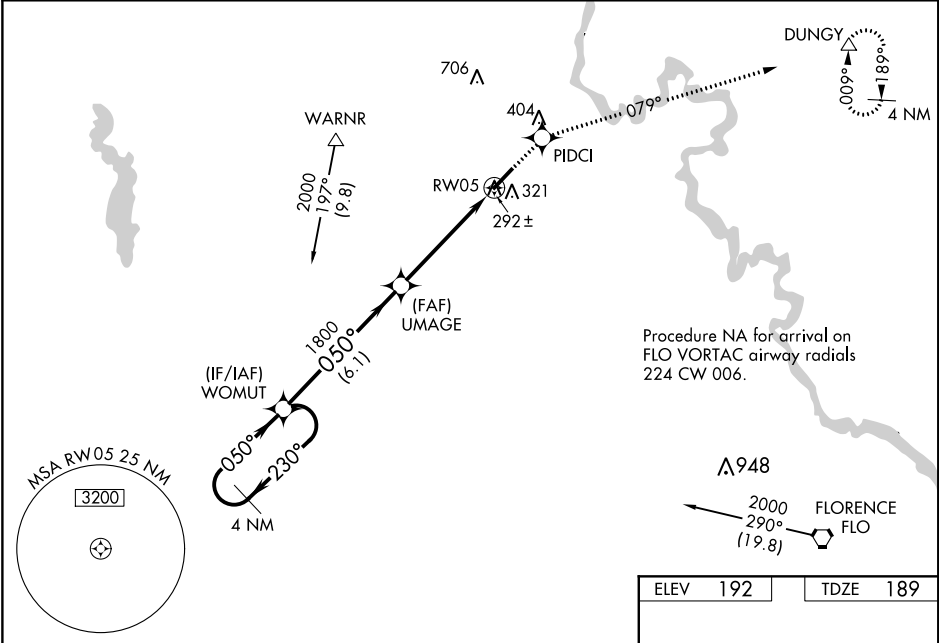 DUNGY
009°
189°
4 NM
706
404
079°
PIDCI
WARNR
2000
197°
(9.8)
RW05
321
292 ±
(FAF)
UMAGE
1800
050°
(6.1)
(IF/IAF)
WOMUT
050°
230°
4 NM
Procedure NA for arrival on
FLO VORTAC airway radials
224 CW 006.
MSA RW05 25 NM
3200
948
2000
290°
(19.8)
FLORENCE
FLO
ELEV 192
TDZE 189